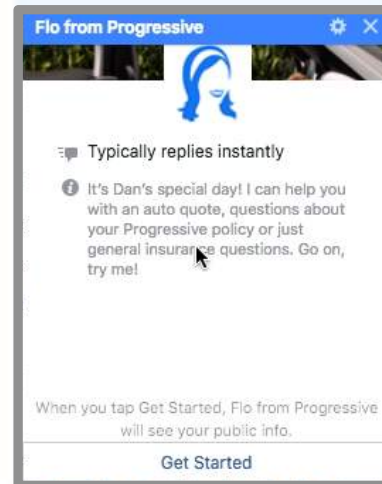 Flo from Progressive
Typically replies instantly
It's Dan's special day! I can help you
with an auto quote, questions about
your Progressive policy or just
general insurance questions. Go on,
try me!
When you tap Get Started, Flo from Progressive
will see your public info.
Get Started